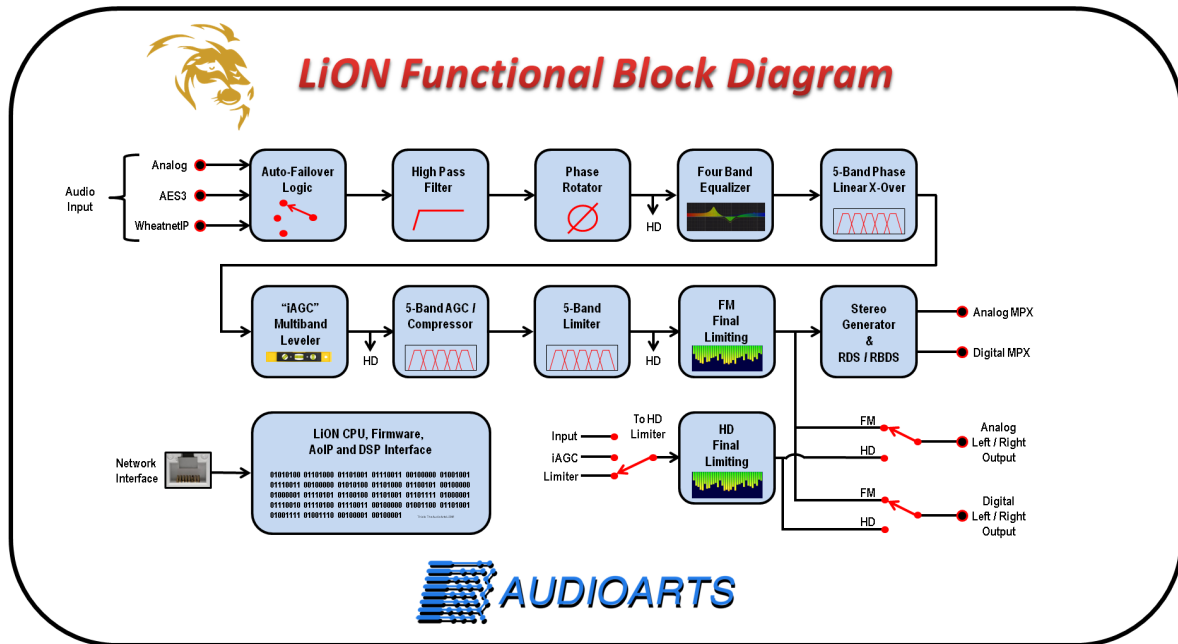 LiON Functional Block Diagram
Audio
Input
Analog
AES3
WheatnetIP
Auto-Failover
Logic
High Pass
Filter
Phase
Rotator
HD
Four Band
Equalizer
5-Band Phase
Linear X-Over
“iAGC”
Multiband
Leveler
HD
5-Band AGC /
Compressor
5-Band
Limiter
HD
FM
Final
Limiting
Stereo
Generator
&
RDS / RBDS
Analog MPX
Digital MPX
Network
Interface
LiON CPU, Firmware,
AoIP and DSP Interface
01010100 01101000 01101001 01110011 00100000 01001001
01110011 00100000 01010100 01101000 01100101 00100000
01000001 01110101 01100100 01101001 01101111 01000001
01110010 01110100 01110011 00100000 01001100 01101001
01001111 01001110 00100001 00100001
Input
iAGC
Limiter
To HD
Limiter
HD
Final
Limiting
FM
HD
Analog
Left / Right
Output
FM
HD
Digital
Left / Right
Output
AUDIOARTS